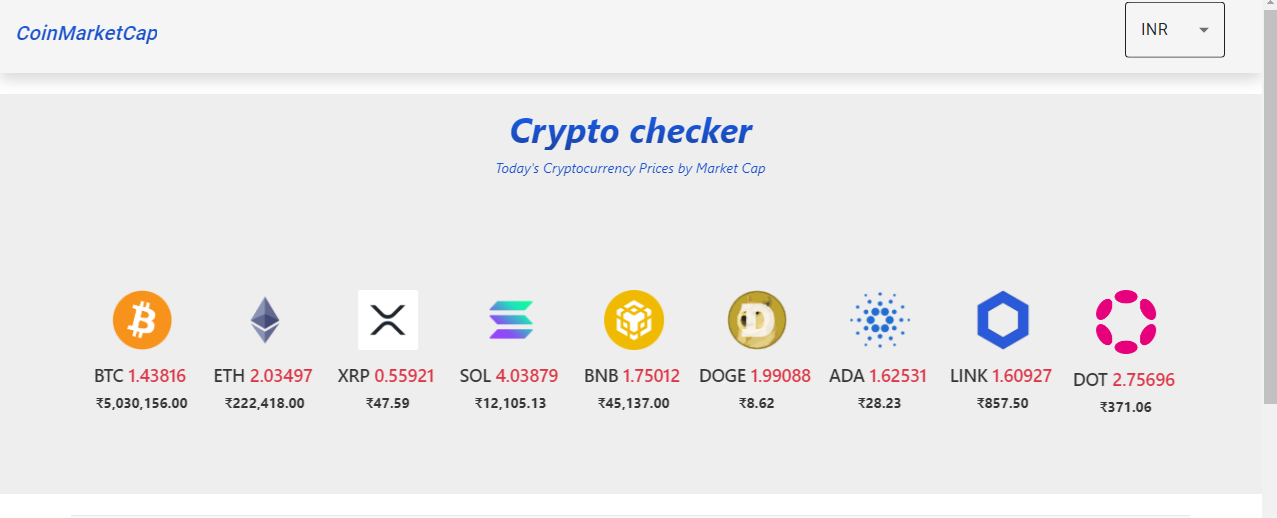 CoinMarketCap
INR
Crypto checker
Today's Cryptocurrency Prices by Market Cap
BTC 1.43816 ETH 2.03497 XRP 0.55921 SOL 4.03879 BNB 1.75012 DOGE 1.99088 ADA 1.62531 LINK 1.60927 DOT 2.75696
₹5,030,156.00 ₹222,418.00 ₹47.59 ₹12,105.13 ₹45,137.00 ₹8.62 ₹28.23 ₹857.50 ₹371.06